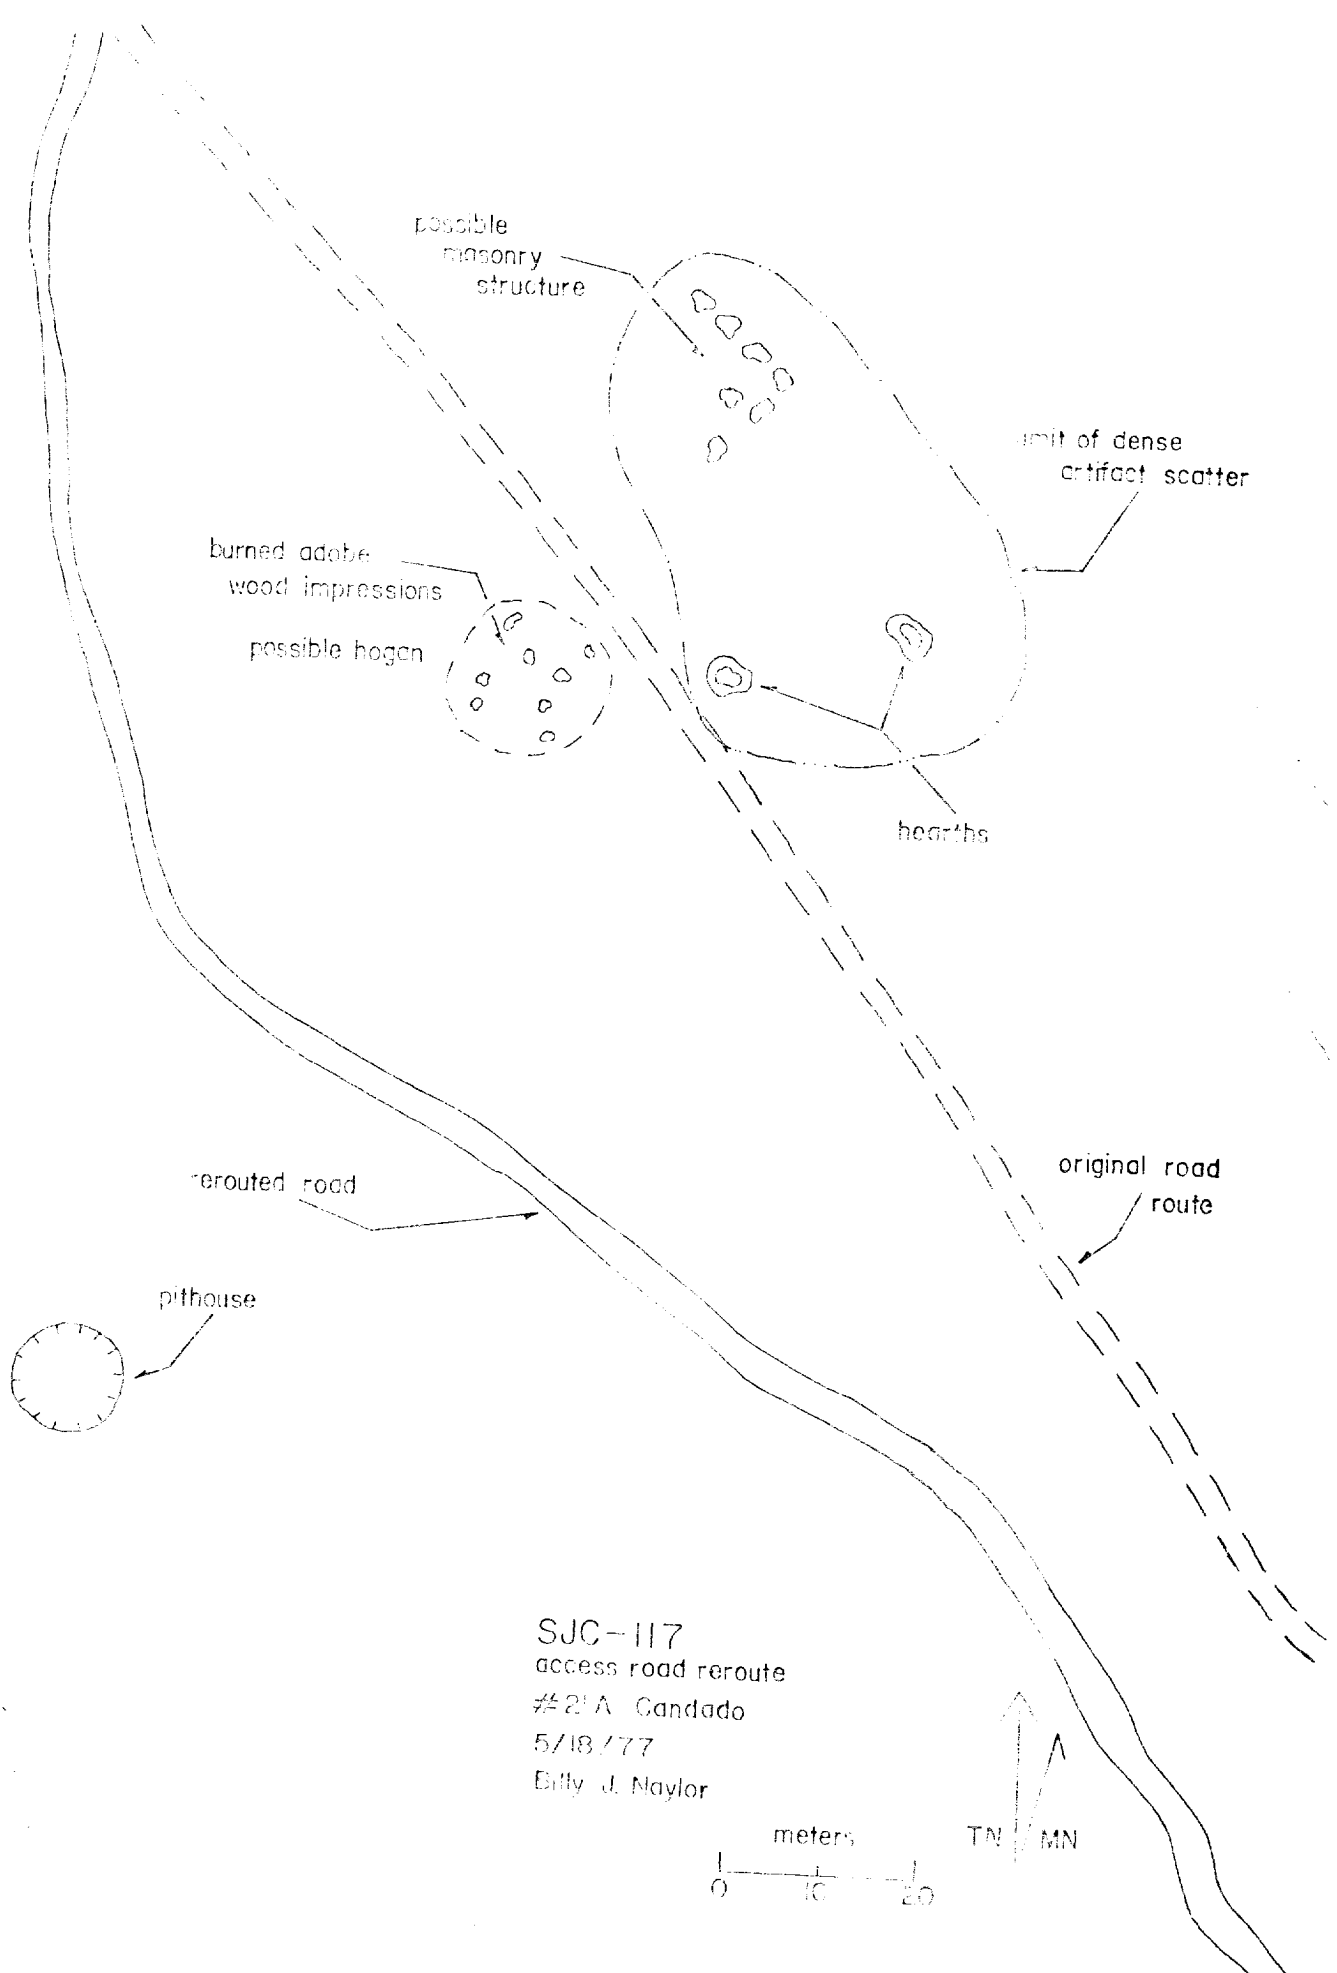 possible
masonry
structure
limit of dense
artifact scatter
burned adobe
wood impressions
possible hogan
hearths
original road
route
rerouted road
pithouse
SJC-117
access road reroute
Candado
5/18/77
Billy J. Naylor
meters
0 10 20
TN MN